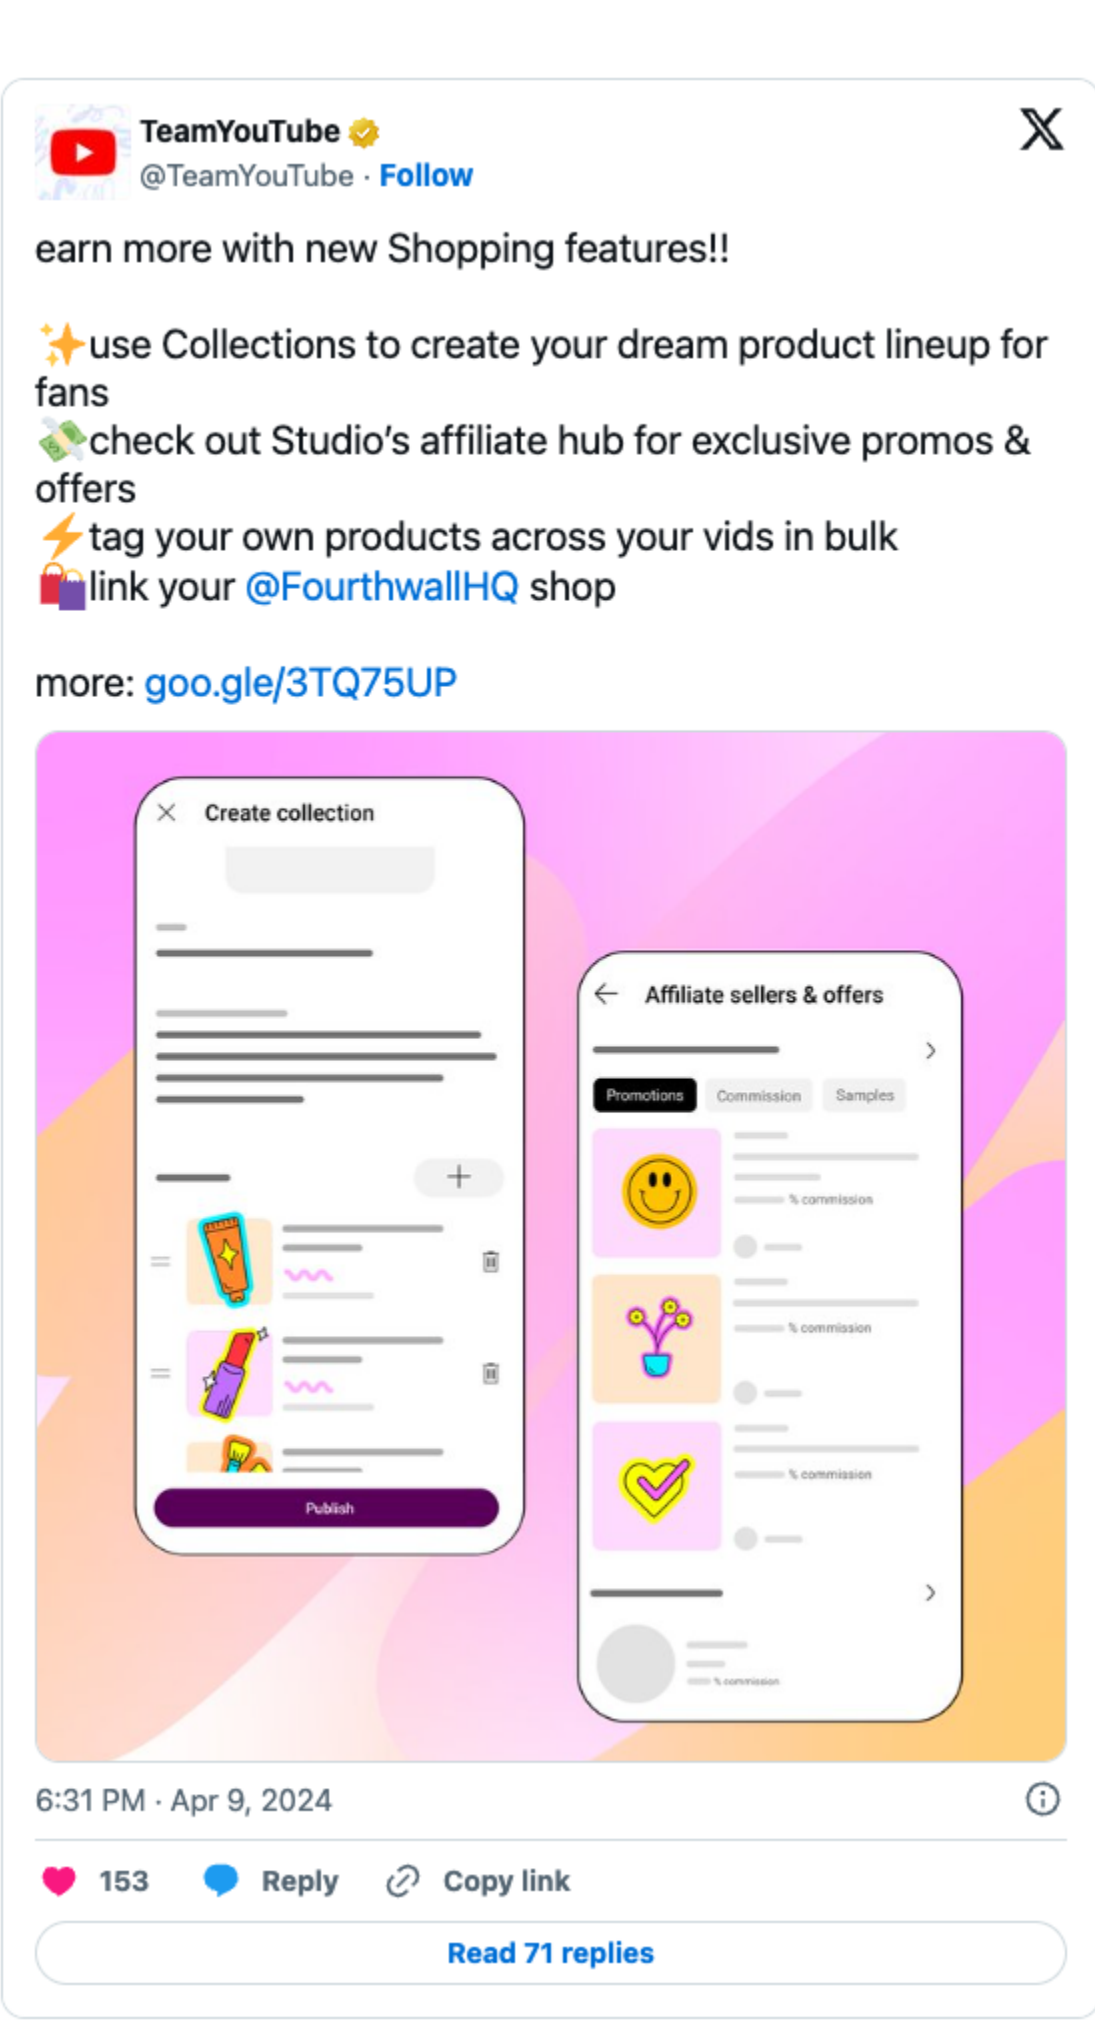 TeamYouTube
@TeamYouTube · Follow
earn more with new Shopping features!!
✨use Collections to create your dream product lineup for
fans
💸check out Studio’s affiliate hub for exclusive promos &
offers
⚡tag your own products across your vids in bulk
🛍️link your @FourthwallHQ shop
more: goo.gle/3TQ75UP
Create collection
Publish
Affiliate sellers & offers
Promotions Commission Samples
% commission
% commission
% commission
% commission
6:31 PM · Apr 9, 2024
153 Reply Copy link
Read 71 replies